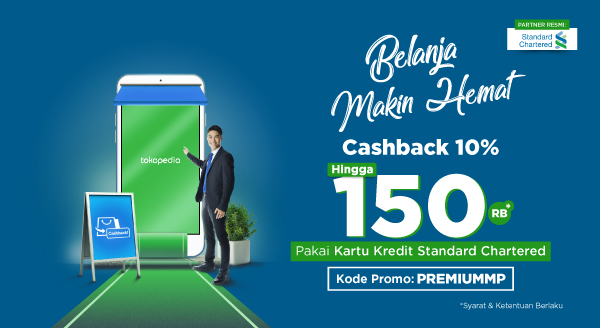 PARTNER RESMI:
Standard
Chartered
Belanja
Makin Hemat
Cashback 10%
Hingga
150 RB*
Pakai Kartu Kredit Standard Chartered
Kode Promo: PREMIUMMP
*Syarat & Ketentuan Berlaku
tokopedia
Cashback!